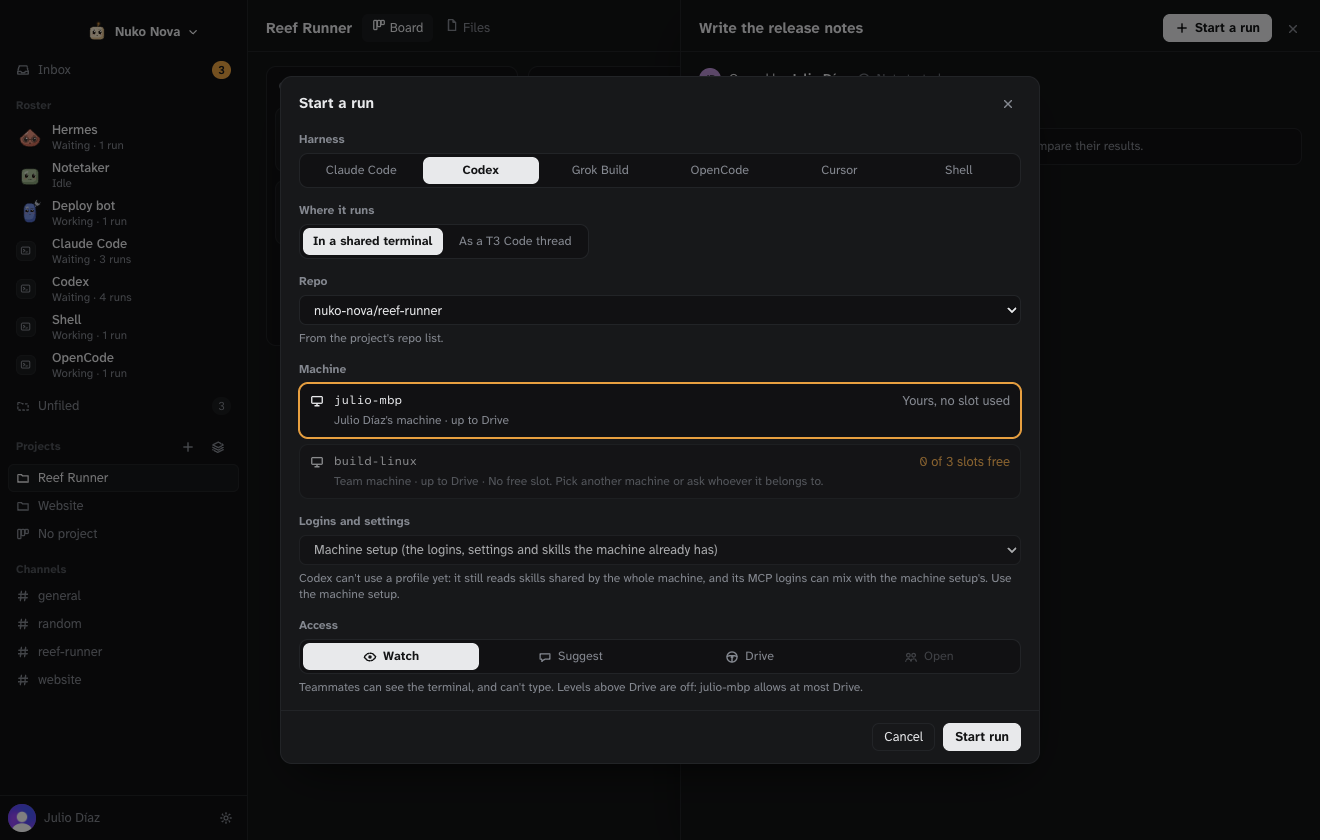 Nuko Nova
Inbox
3
Roster
Hermes
Waiting · 1 run
Notetaker
Idle
Deploy bot
Working · 1 run
Claude Code
Waiting · 3 runs
Codex
Waiting · 4 runs
Shell
Working · 1 run
OpenCode
Working · 1 run
Unfiled
3
Projects
Reef Runner
Website
No project
Channels
# general
# random
# reef-runner
# website
Julio Díaz
Reef Runner
Board
Files
Write the release notes
+ Start a run
mpare their results.
Start a run
Harness
Claude Code
Codex
Grok Build
OpenCode
Cursor
Shell
Where it runs
In a shared terminal
As a T3 Code thread
Repo
nuko-nova/reef-runner
From the project's repo list.
Machine
julio-mbp
Yours, no slot used
Julio Díaz's machine · up to Drive
build-linux
0 of 3 slots free
Team machine · up to Drive · No free slot. Pick another machine or ask whoever it belongs to.
Logins and settings
Machine setup (the logins, settings and skills the machine already has)
Codex can't use a profile yet: it still reads skills shared by the whole machine, and its MCP logins can mix with the machine setup's. Use
the machine setup.
Access
Watch
Suggest
Drive
Open
Teammates can see the terminal, and can't type. Levels above Drive are off: julio-mbp allows at most Drive.
Cancel
Start run